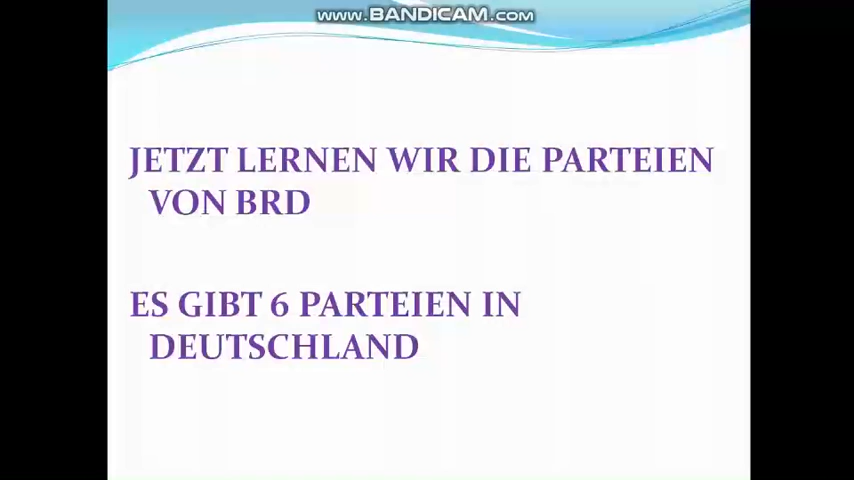 www.BANDICAM.com
JETZT LERNEN WIR DIE PARTEIEN
VON BRD
ES GIBT 6 PARTEIEN IN
DEUTSCHLAND